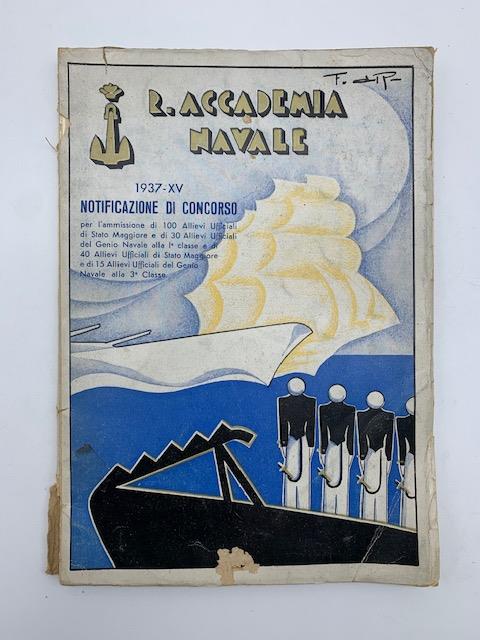 R. ACCADEMIA
NAVALE
1937-XV
NOTIFICAZIONE DI CONCORSO
per l'ammissione di 100 Allievi Ufficiali
di Stato Maggiore e di 30 Allievi Ufficiali
del Genio Navale alla Iª classe e di
40 Allievi Ufficiali di Stato Maggiore
e di 15 Allievi Ufficiali del Genio
Navale alla 3ª Classe